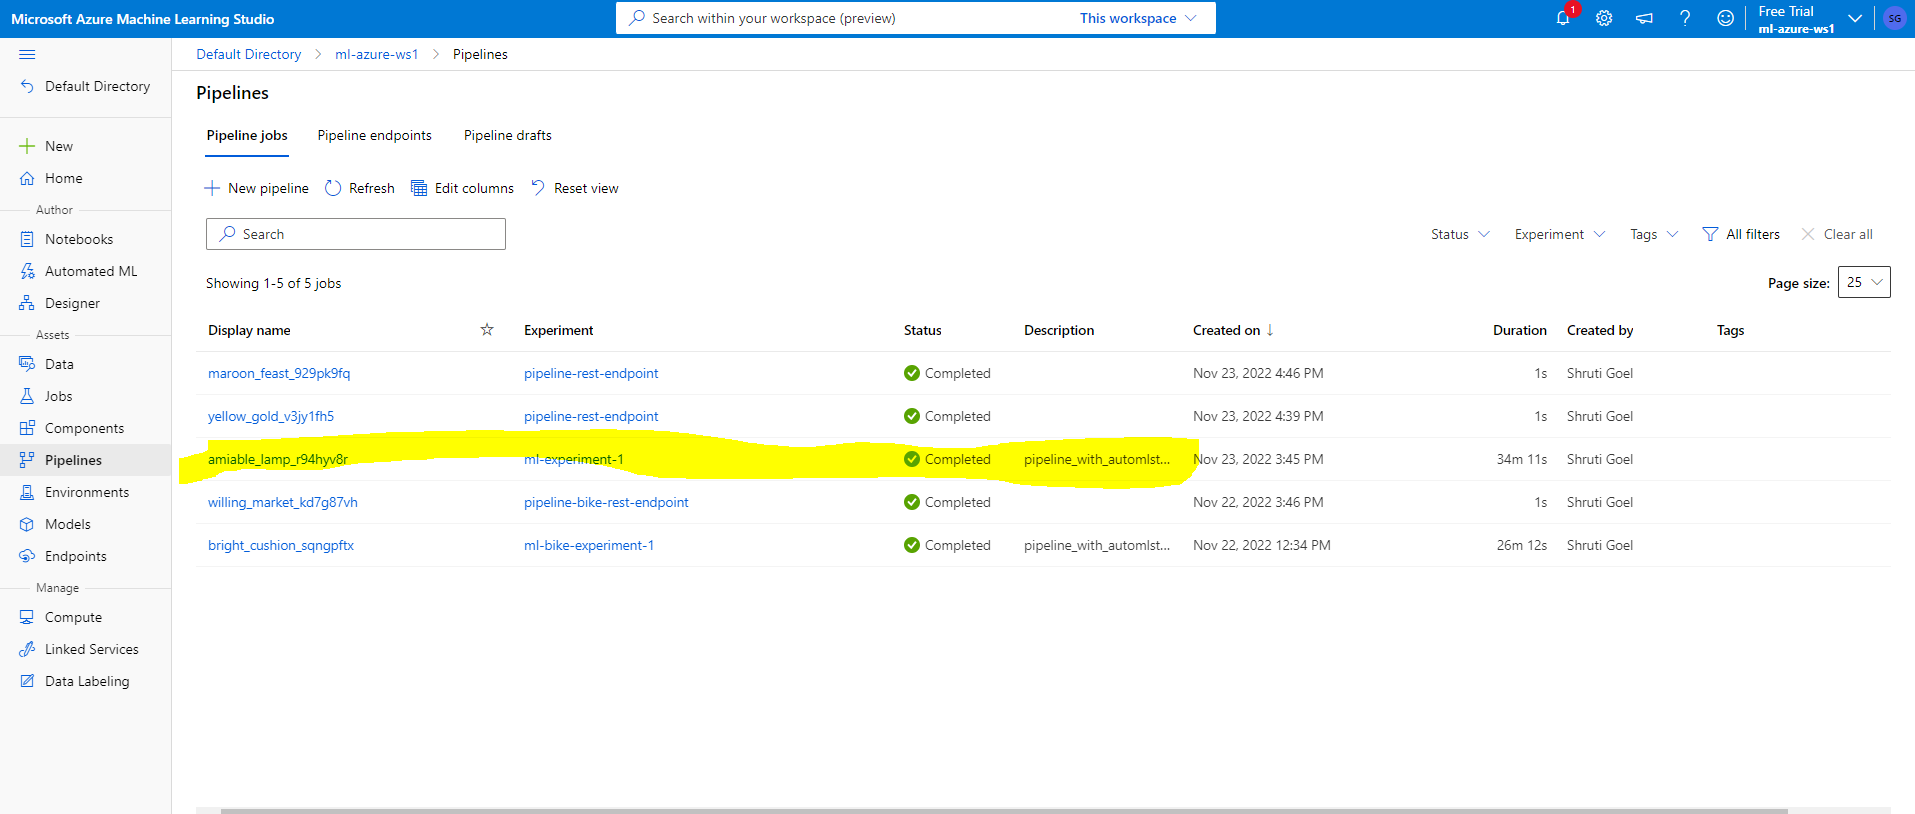 Microsoft Azure Machine Learning Studio
Search within your workspace (preview) This workspace
1
Free Trial
ml-azure-ws1
SG
Default Directory
ml-azure-ws1
Pipelines
Default Directory
New
Home
Author
Notebooks
Automated ML
Designer
Assets
Data
Jobs
Components
Pipelines
Environments
Models
Endpoints
Manage
Compute
Linked Services
Data Labeling
Pipelines
Pipeline jobs Pipeline endpoints Pipeline drafts
New pipeline Refresh Edit columns Reset view
Search
Status Experiment Tags All filters Clear all
Showing 1-5 of 5 jobs
Page size: 25
Display name Experiment Status Description Created on ↓ Duration Created by Tags
maroon_feast_929pk9fq pipeline-rest-endpoint Completed Nov 23, 2022 4:46 PM 1s Shruti Goel
yellow_gold_v3jy1fh5 pipeline-rest-endpoint Completed Nov 23, 2022 4:39 PM 1s Shruti Goel
amiable_lamp_r94hyv8r ml-experiment-1 Completed pipeline_with_automlst... Nov 23, 2022 3:45 PM 34m 11s Shruti Goel
willing_market_kd7g87vh pipeline-bike-rest-endpoint Completed Nov 22, 2022 3:46 PM 1s Shruti Goel
bright_cushion_sqngpftx ml-bike-experiment-1 Completed pipeline_with_automlst... Nov 22, 2022 12:34 PM 26m 12s Shruti Goel